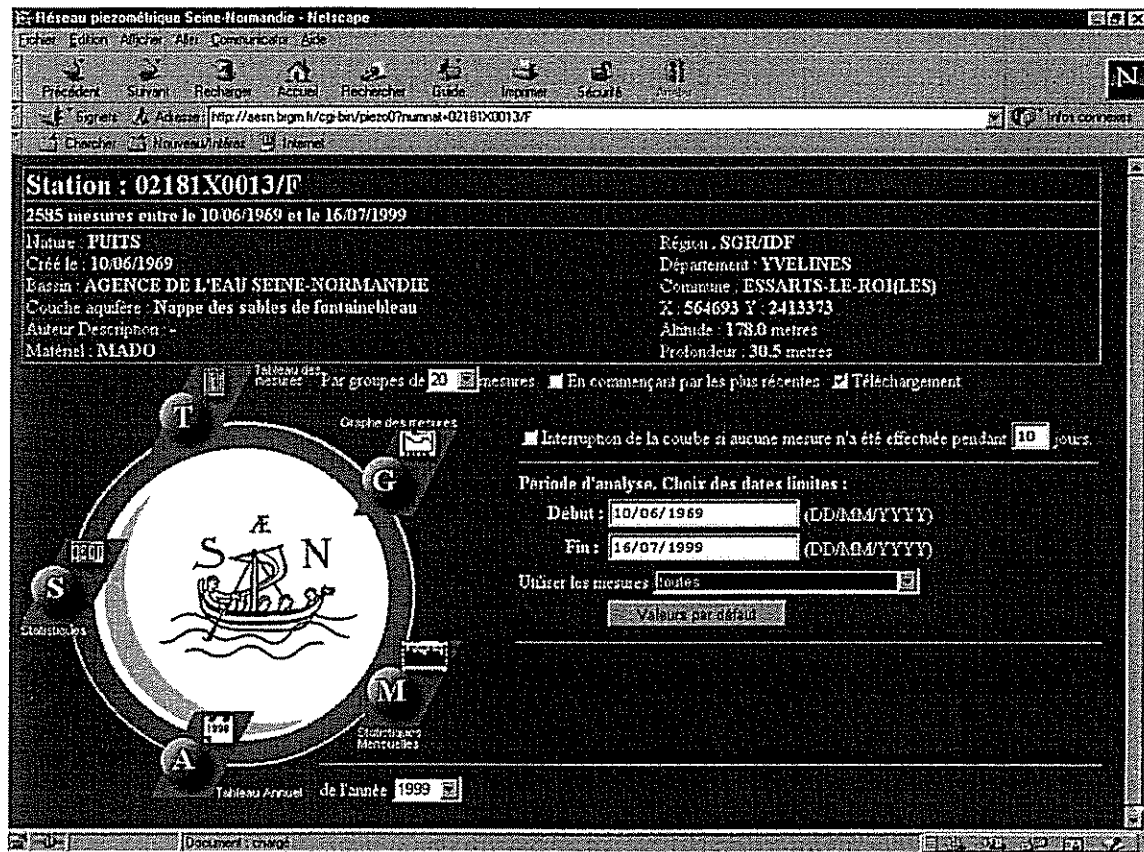 Réseau piezométrique Seine-Normandie - Netscape
Fichier Edition Afficher Aller Communicator Aide
Précédent Suivant Recharger Accueil Rechercher Guide Imprimer Sécurité Arrêter
N
Signets Adresse http://aesn.brgm.fr/cgi-bin/piezo0?numnat=02181X0013/F Infos connexes
Chercher Nouveau/Intéres Internet
Station : 02181X0013/F
2585 mesures entre le 10/06/1969 et le 16/07/1999
Nature : PUITS
Créé le : 10/06/1969
Bassin : AGENCE DE L'EAU SEINE-NORMANDIE
Couche aquifère : Nappe des sables de fontainebleau
Auteur Description : -
Matériel : MADO
Région : SGR/IDF
Département : YVELINES
Commune : ESSARTS-LE-ROI(LES)
X : 564693 Y : 2413373
Altitude : 178.0 metres
Profondeur : 30.5 metres
T
Tableau des mesures
Par groupes de 20 mesures. En commençant par les plus récentes. Téléchargement
Graphe des mesures
G
Interruption de la courbe si aucune mesure n'a été effectuée pendant 10 jours.
Période d'analyse. Choix des dates limites :
Début : 10/06/1969 (DD/MM/YYYY)
Fin : 16/07/1999 (DD/MM/YYYY)
Utiliser les mesures toutes
Valeurs par défaut
Æ
S N
S
Statistiques
M
Statistiques Mensuelles
1998
A
Tableau Annuel de l'année 1999
Document : chargé